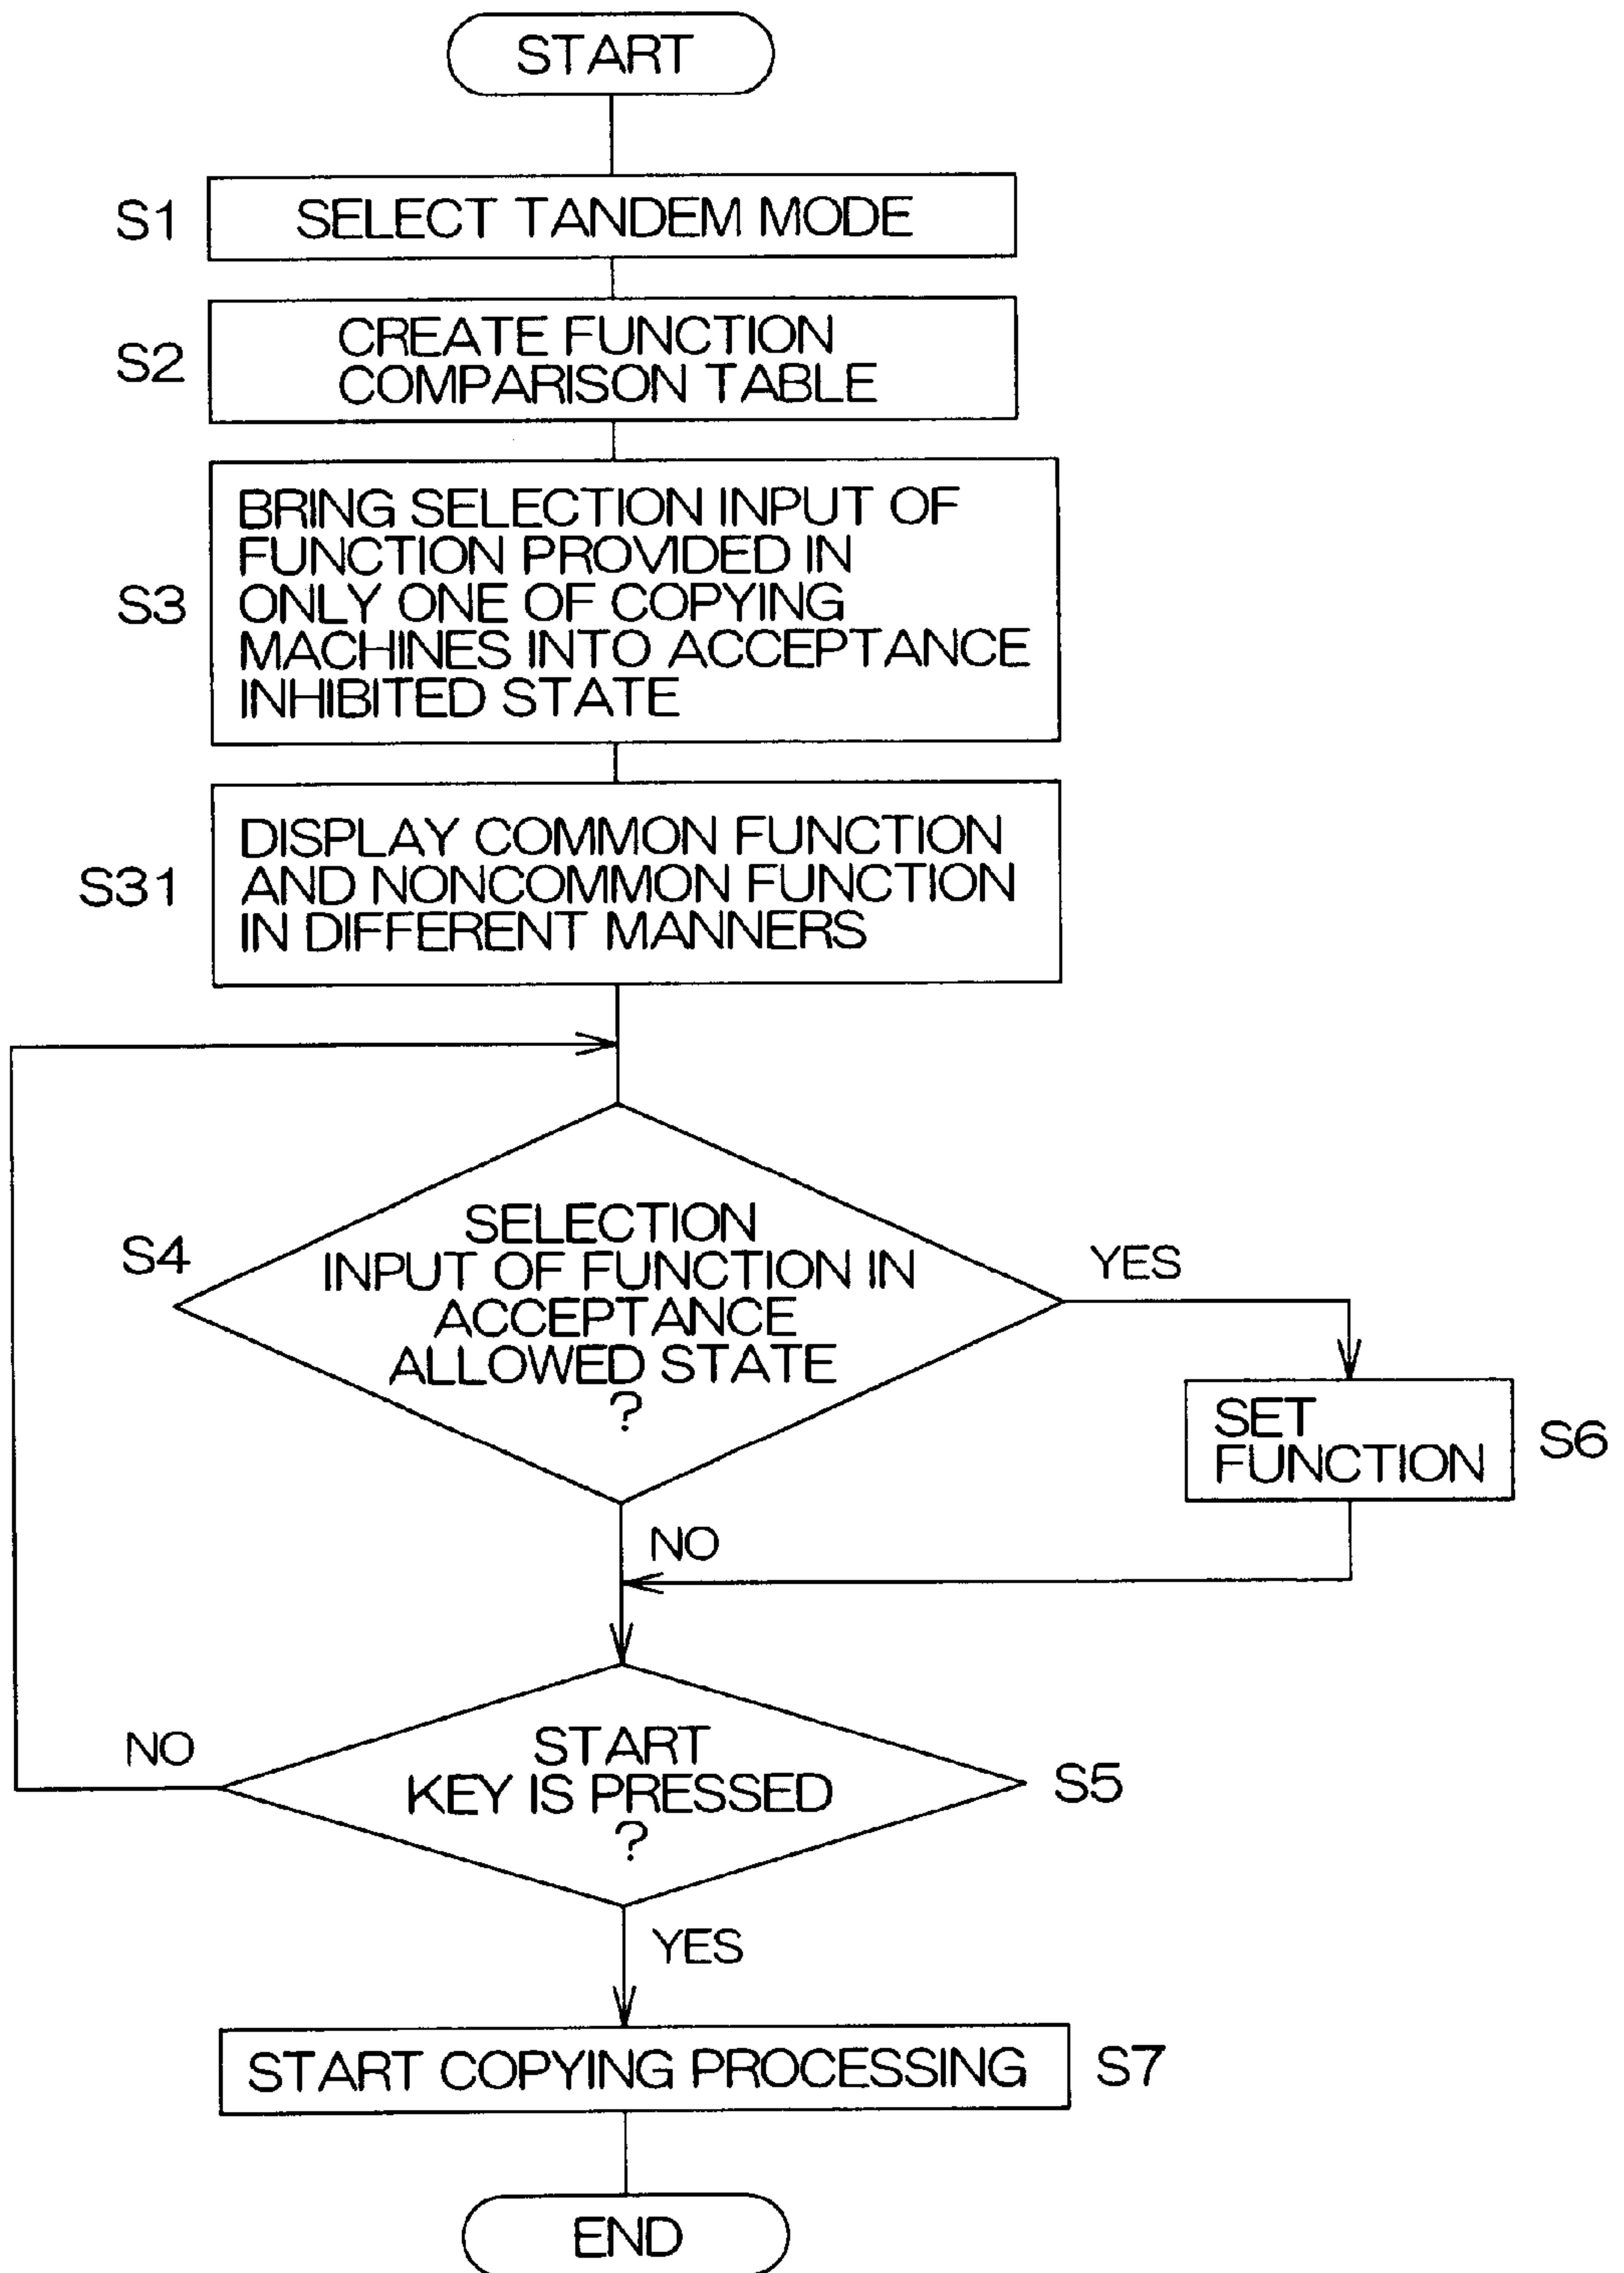 START
S1
SELECT TANDEM MODE
S2
CREATE FUNCTION
COMPARISON TABLE
S3
BRING SELECTION INPUT OF
FUNCTION PROVIDED IN
ONLY ONE OF COPYING
MACHINES INTO ACCEPTANCE
INHIBITED STATE
S31
DISPLAY COMMON FUNCTION
AND NONCOMMON FUNCTION
IN DIFFERENT MANNERS
S4
SELECTION
INPUT OF FUNCTION IN
ACCEPTANCE
ALLOWED STATE
?
YES
SET
FUNCTION
S6
NO
START
KEY IS PRESSED
?
S5
NO
YES
START COPYING PROCESSING
S7
END